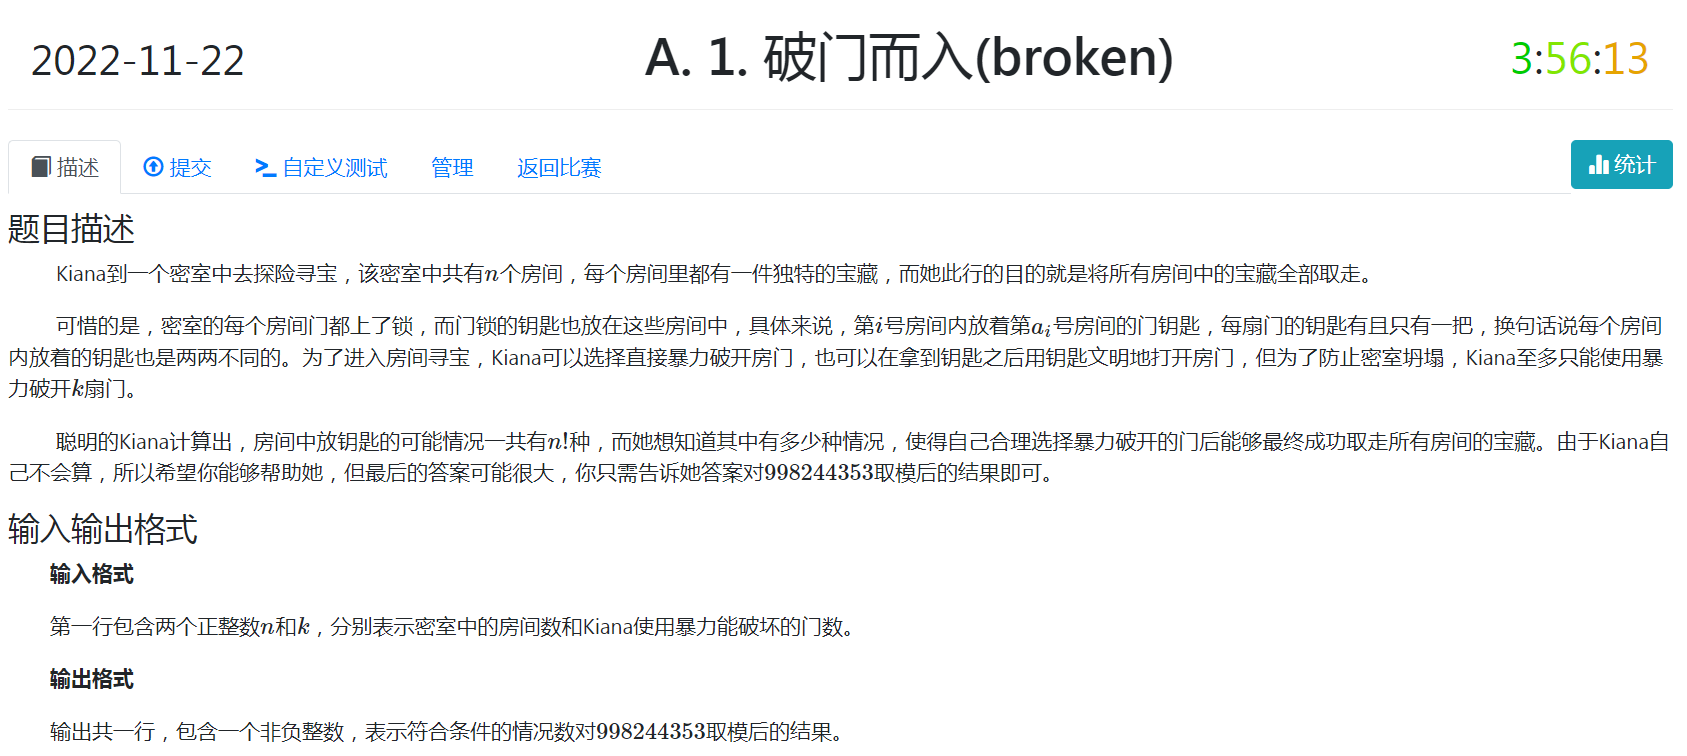 2022-11-22
A. 1. 破门而入(broken)
3:56:13
描述
提交
自定义测试
管理
返回比赛
统计
题目描述
Kiana到一个密室中去探险寻宝，该密室中共有n个房间，每个房间里都有一件独特的宝藏，而她此行的目的就是将所有房间中的宝藏全部取走。
可惜的是，密室的每个房间门都上了锁，而门锁的钥匙也放在这些房间中，具体来说，第i号房间内放着第a_i号房间的门钥匙，每扇门的钥匙有且只有一把，换句话说每个房间
内放着的钥匙也是两两不同的。为了进入房间寻宝，Kiana可以选择直接暴力破开房门，也可以在拿到钥匙之后用钥匙文明地打开房门，但为了防止密室坍塌，Kiana至多只能使用暴
力破开k扇门。
聪明的Kiana计算出，房间中放钥匙的可能情况一共有n!种，而她想知道其中有多少种情况，使得自己合理选择暴力破开的门后能够最终成功取走所有房间的宝藏。由于Kiana自
己不会算，所以希望你能够帮助她，但最后的答案可能很大，你只需告诉她答案对998244353取模后的结果即可。
输入输出格式
输入格式
第一行包含两个正整数n和k，分别表示密室中的房间数和Kiana使用暴力能破坏的门数。
输出格式
输出共一行，包含一个非负整数，表示符合条件的情况数对998244353取模后的结果。